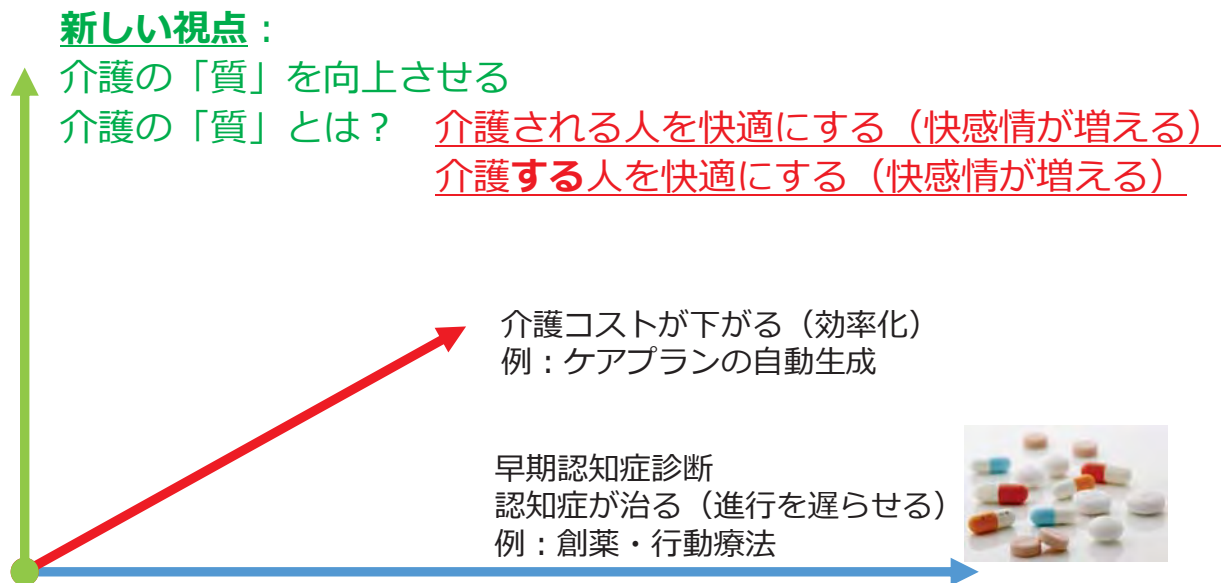 新しい視点：
介護の「質」を向上させる
介護の「質」とは？ 介護される人を快適にする（快感情が増える）
介護する人を快適にする（快感情が増える）
介護コストが下がる（効率化）
例：ケアプランの自動生成
早期認知症診断
認知症が治る（進行を遅らせる）
例：創薬・行動療法